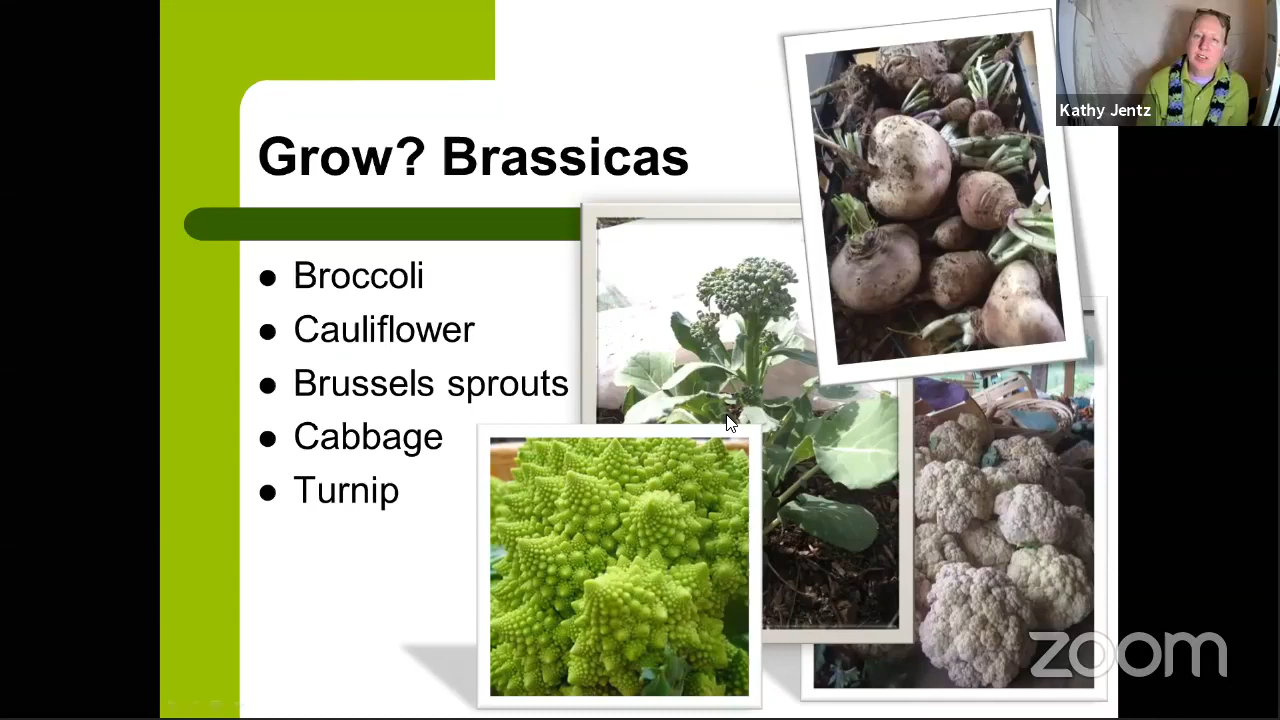 Grow? Brassicas
Broccoli
Cauliflower
Brussels sprouts
Cabbage
Turnip
Kathy Jentz
zoom